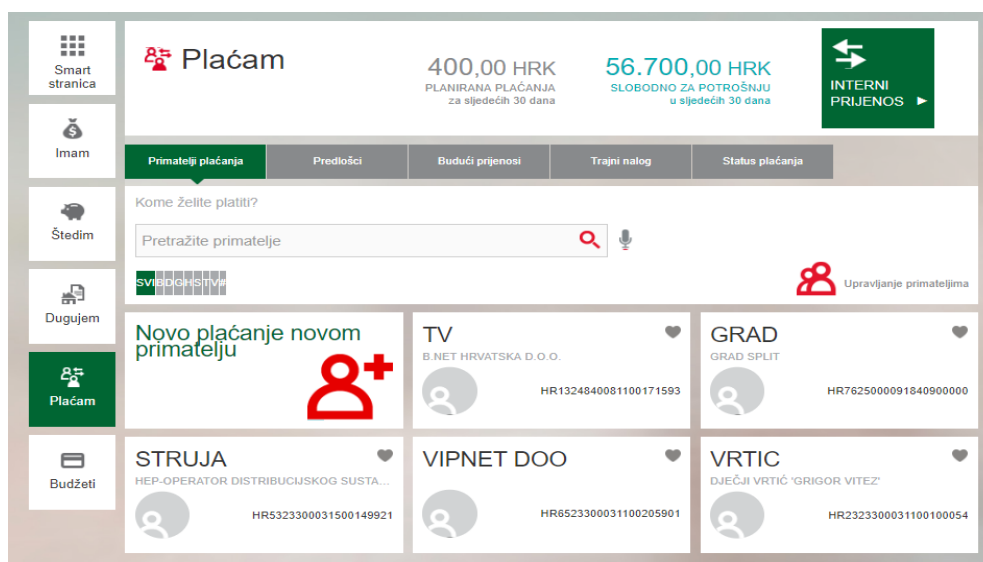 Smart
stranica
Imam
Štedim
Dugujem
Plaćam
Budžeti
Plaćam
400,00 HRK
PLANIRANA PLAĆANJA
za sljedećih 30 dana
56.700,00 HRK
SLOBODNO ZA POTROŠNJU
u sljedećih 30 dana
INTERNI
PRIJENOS ►
Primatelji plaćanja
Predlošci
Budući prijenosi
Trajni nalog
Status plaćanja
Kome želite platiti?
Pretražite primatelje
SVI B D G H S T V #
Upravljanje primateljima
Novo plaćanje novom
primatelju
TV
B.NET HRVATSKA D.O.O.
HR1324840081100171593
GRAD
GRAD SPLIT
HR7625000091840900000
STRUJA
HEP-OPERATOR DISTRIBUCIJSKOG SUSTA...
HR5323300031500149921
VIPNET DOO
HR6523300031100205901
VRTIC
DJEČJI VRTIĆ 'GRIGOR VITEZ'
HR2323300031100100054